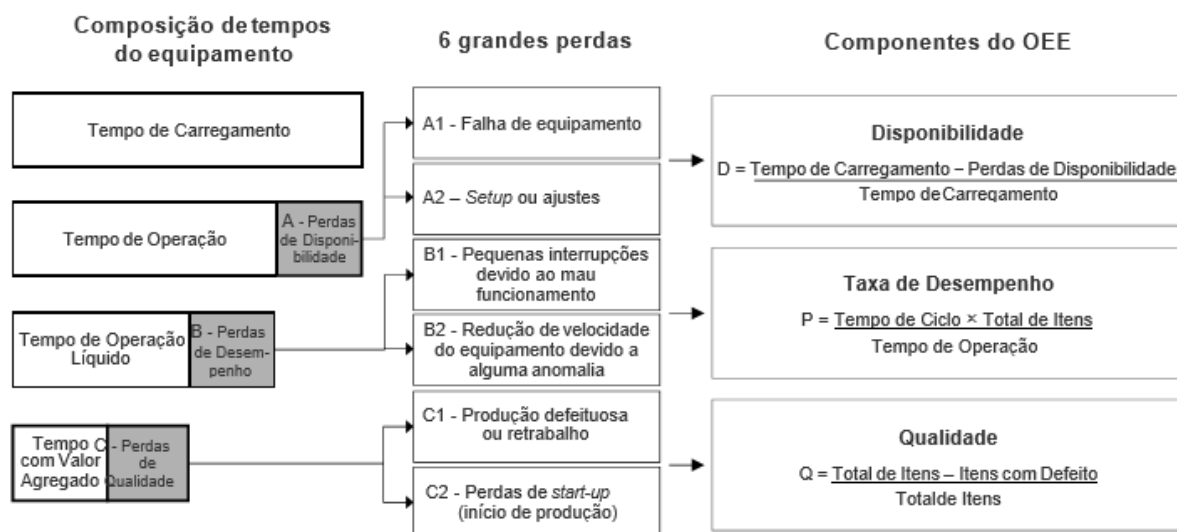 Composição de tempos
do equipamento
6 grandes perdas
Componentes do OEE
Tempo de Carregamento
Tempo de Operação
A - Perdas
de Disponi-
bilidade
Tempo de Operação
Líquido
B - Perdas
de Desem-
penho
Tempo
com Valor
Agregado
C - Perdas
de
Qualidade
A1 - Falha de equipamento
A2 – Setup ou ajustes
B1 - Pequenas interrupções
devido ao mau
funcionamento
B2 - Redução de velocidade
do equipamento devido a
alguma anomalia
C1 - Produção defeituosa
ou retrabalho
C2 - Perdas de start-up
(início de produção)
Disponibilidade
D = Tempo de Carregamento – Perdas de Disponibilidade
Tempo de Carregamento
Taxa de Desempenho
P = Tempo de Ciclo × Total de Itens
Tempo de Operação
Qualidade
Q = Total de Itens – Itens com Defeito
Totalde Itens